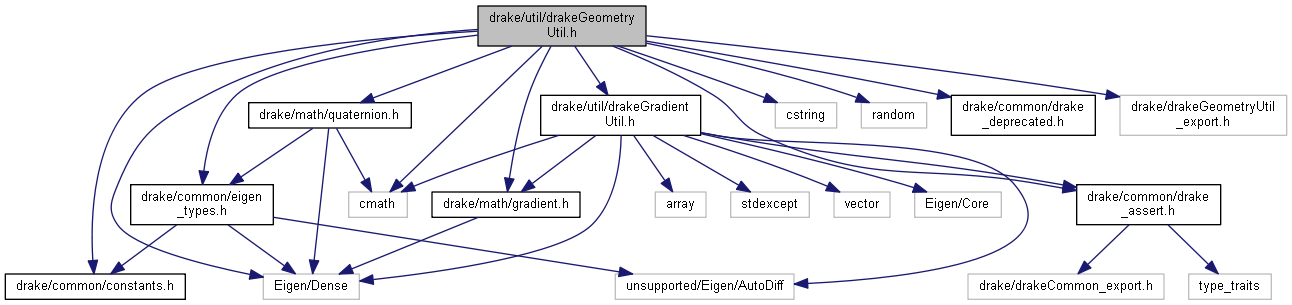 drake/util/drakeGeometry
Util.h
drake/math/quaternion.h
drake/util/drakeGradient
Util.h
cstring
random
drake/common/drake
_deprecated.h
drake/drakeGeometryUtil
_export.h
drake/common/eigen
_types.h
cmath
drake/math/gradient.h
array
stdexcept
vector
Eigen/Core
drake/common/drake
_assert.h
drake/common/constants.h
Eigen/Dense
unsupported/Eigen/AutoDiff
drake/drakeCommon_export.h
type_traits